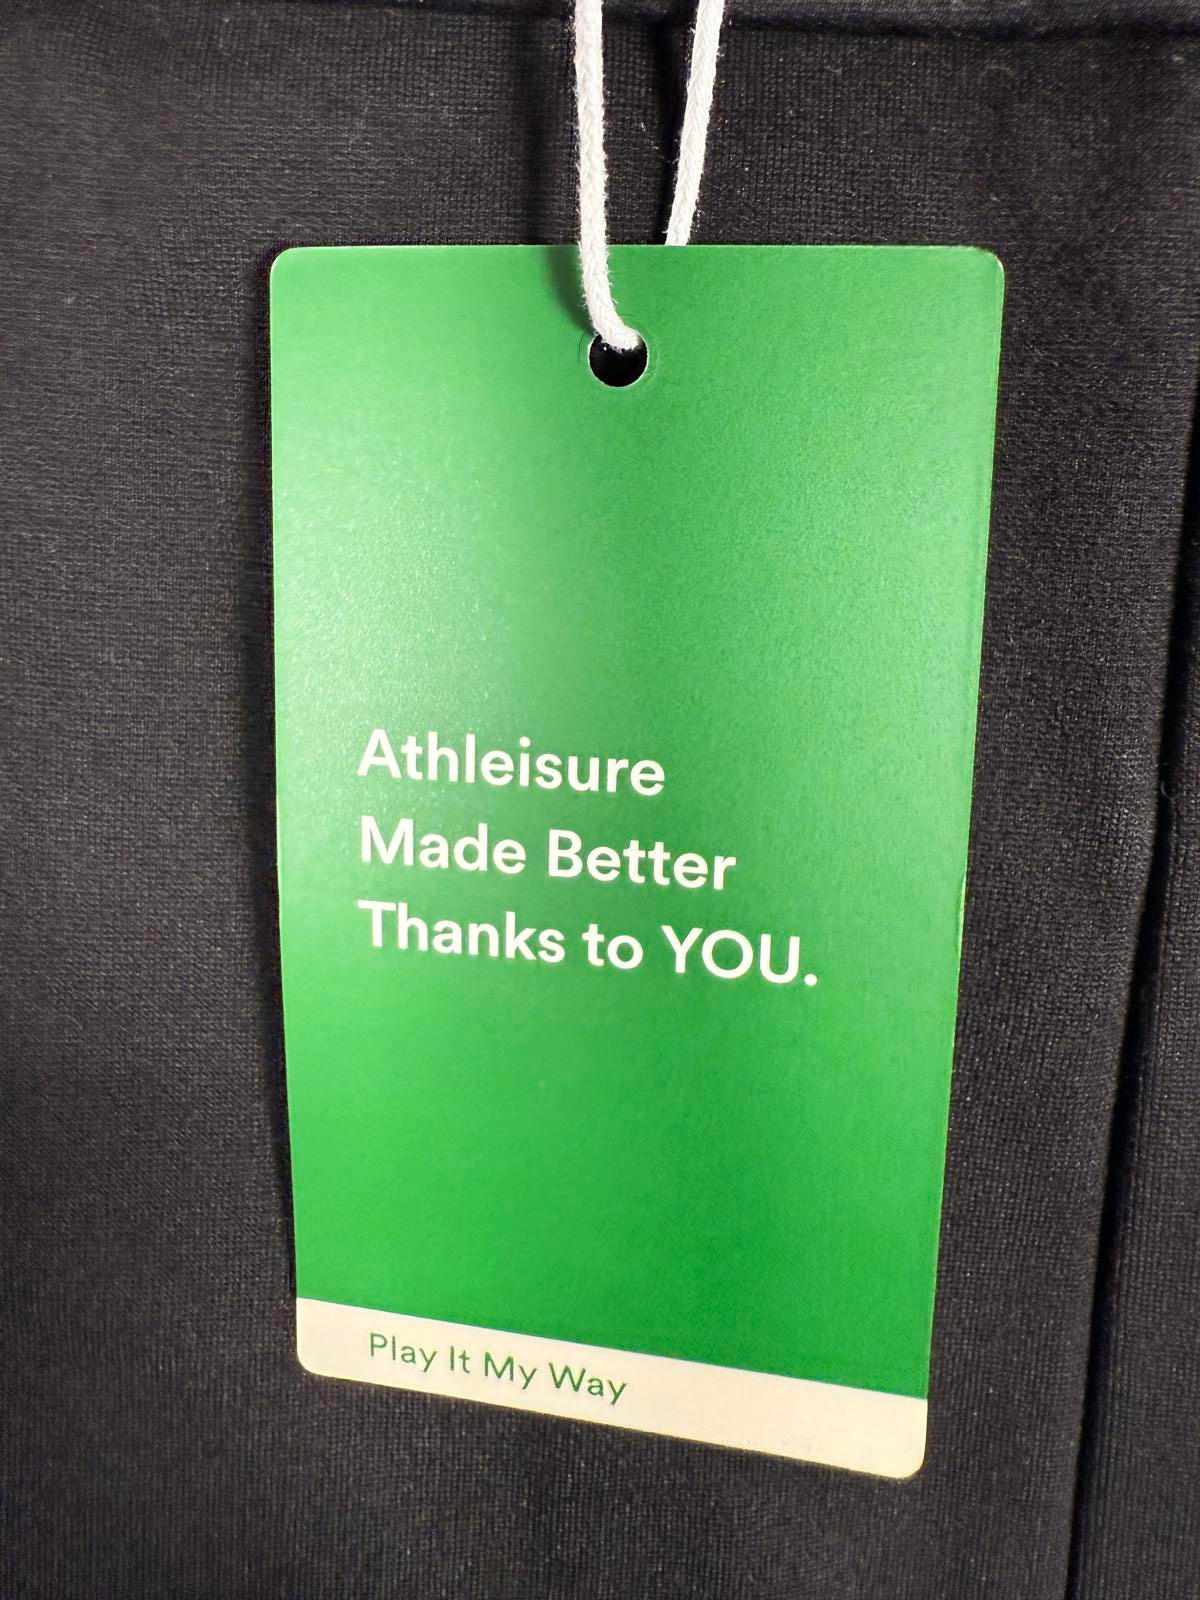 Athleisure
Made Better
Thanks to YOU.
Play It My Way